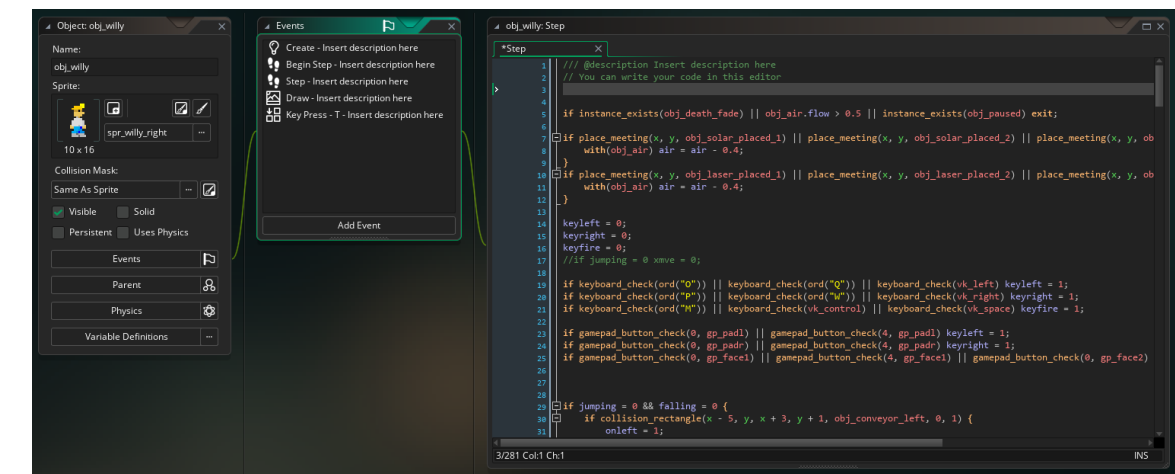 Object: obj_willy
Name:
obj_willy
Sprite:
spr_willy_right
...
10 x 16
Collision Mask:
Same As Sprite
...
Visible
Solid
Persistent
Uses Physics
Events
Parent
Physics
Variable Definitions
...
Events
Create - Insert description here
Begin Step - Insert description here
Step - Insert description here
Draw - Insert description here
Key Press - T - Insert description here
Add Event
obj_willy: Step
*Step
1 /// @description Insert description here
2 // You can write your code in this editor
3
4
5 if instance_exists(obj_death_fade) || obj_air.flow > 0.5 || instance_exists(obj_paused) exit;
6
7 if place_meeting(x, y, obj_solar_placed_1) || place_meeting(x, y, obj_solar_placed_2) || place_meeting(x, y, ob
8 with(obj_air) air = air - 0.4;
9 }
10 if place_meeting(x, y, obj_laser_placed_1) || place_meeting(x, y, obj_laser_placed_2) || place_meeting(x, y, ob
11 with(obj_air) air = air - 0.4;
12 }
13
14 keyleft = 0;
15 keyright = 0;
16 keyfire = 0;
17 //if jumping = 0 xmve = 0;
18
19 if keyboard_check(ord("O")) || keyboard_check(ord("Q")) || keyboard_check(vk_left) keyleft = 1;
20 if keyboard_check(ord("P")) || keyboard_check(ord("W")) || keyboard_check(vk_right) keyright = 1;
21 if keyboard_check(ord("M")) || keyboard_check(vk_control) || keyboard_check(vk_space) keyfire = 1;
22
23 if gamepad_button_check(0, gp_padl) || gamepad_button_check(4, gp_padl) keyleft = 1;
24 if gamepad_button_check(0, gp_padr) || gamepad_button_check(4, gp_padr) keyright = 1;
25 if gamepad_button_check(0, gp_face1) || gamepad_button_check(4, gp_face1) || gamepad_button_check(0, gp_face2)
26
27
28
29 if jumping = 0 && falling = 0 {
30 if collision_rectangle(x - 5, y, x + 3, y + 1, obj_conveyor_left, 0, 1) {
31 onleft = 1;
3/281 Col:1 Ch:1
INS